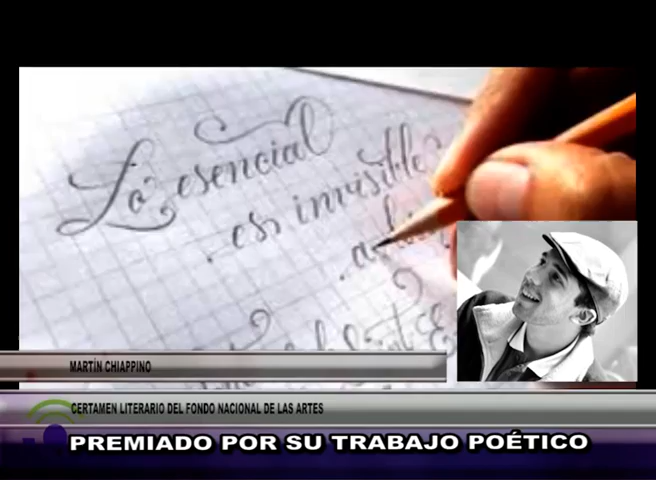 Lo esencial
es invisible
a
MARTÍN CHIAPPINO
CERTAMEN LITERARIO DEL FONDO NACIONAL DE LAS ARTES
PREMIADO POR SU TRABAJO POÉTICO